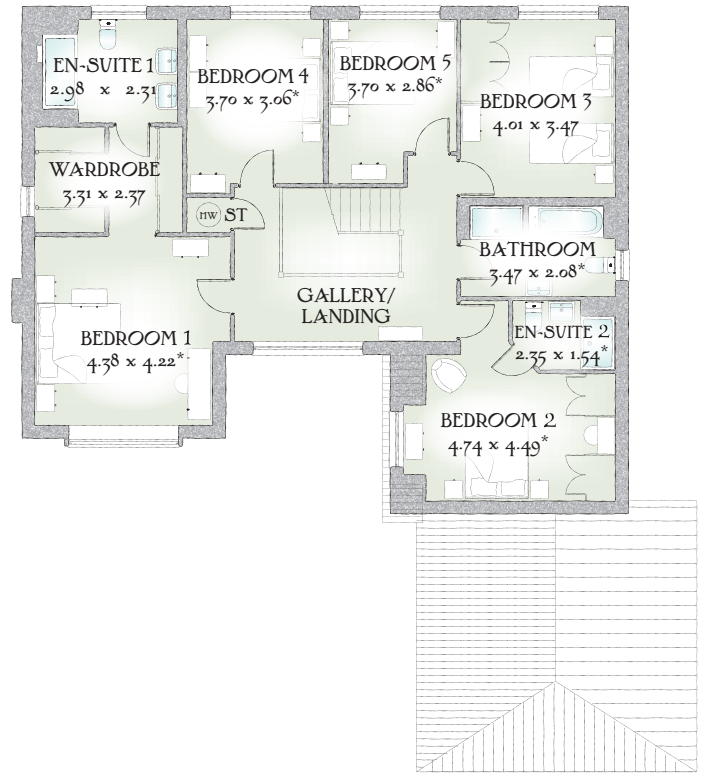 EN-SUITE 1
2.98 x 2.31
BEDROOM 4
3.70 x 3.06*
BEDROOM 5
3.70 x 2.86*
BEDROOM 3
4.01 x 3.47
WARDROBE
3.31 x 2.37
HW ST
BATHROOM
3.47 x 2.08*
GALLERY/
LANDING
BEDROOM 1
4.38 x 4.22*
EN-SUITE 2
2.35 x 1.54*
BEDROOM 2
4.74 x 4.49*